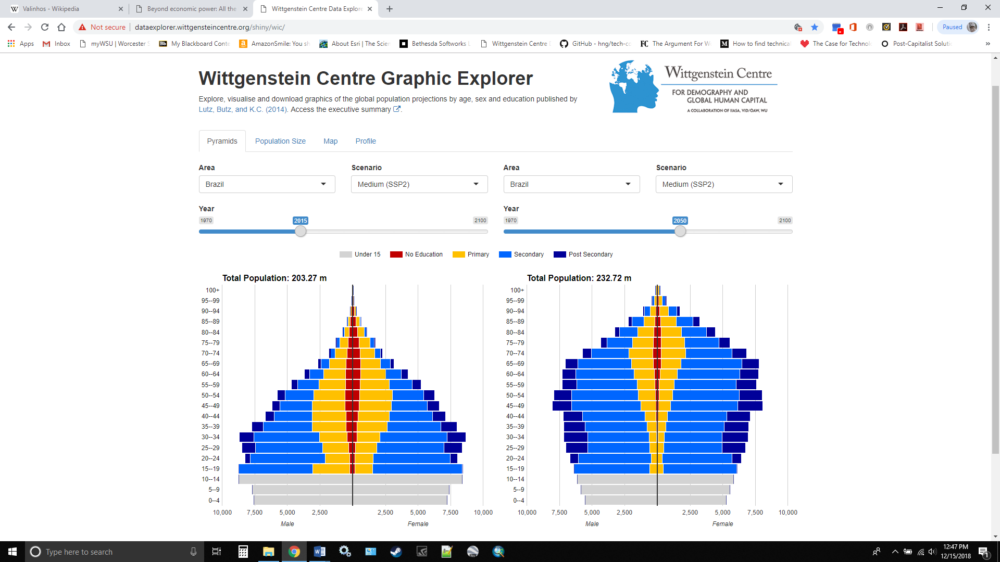 Valinhos - Wikipedia
Beyond economic power: All the
Wittgenstein Centre Data Explore
Not secure dataexplorer.wittgensteincentre.org/shiny/wic/
Paused
Apps Inbox myWSU | Worcester S My Blackboard Conte AmazonSmile: You sh About Esri | The Scien Bethesda Softworks L Wittgenstein Centre D GitHub - hng/tech-co The Argument For W How to find technical The Case for Technol Post-Capitalist Soluti
Wittgenstein Centre Graphic Explorer
Explore, visualise and download graphics of the global population projections by age, sex and education published by
Lutz, Butz, and K.C. (2014). Access the executive summary .
Wittgenstein Centre
FOR DEMOGRAPHY AND
GLOBAL HUMAN CAPITAL
A COLLABORATION OF IIASA, VID/ÖAW, WU
Pyramids Population Size Map Profile
Area Scenario Area Scenario
Brazil Medium (SSP2) Brazil Medium (SSP2)
Year Year
1970 2015 2100 1970 2050 2100
Under 15 No Education Primary Secondary Post Secondary
Total Population: 203.27 m
100+
95--99
90--94
85--89
80--84
75--79
70--74
65--69
60--64
55--59
50--54
45--49
40--44
35--39
30--34
25--29
20--24
15--19
10--14
5--9
0--4
10,000 7,500 5,000 2,500 2,500 5,000 7,500 10,000
Male Female
Total Population: 232.72 m
100+
95--99
90--94
85--89
80--84
75--79
70--74
65--69
60--64
55--59
50--54
45--49
40--44
35--39
30--34
25--29
20--24
15--19
10--14
5--9
0--4
10,000 7,500 5,000 2,500 2,500 5,000 7,500 10,000
Male Female
Type here to search
12:47 PM
12/15/2018
1